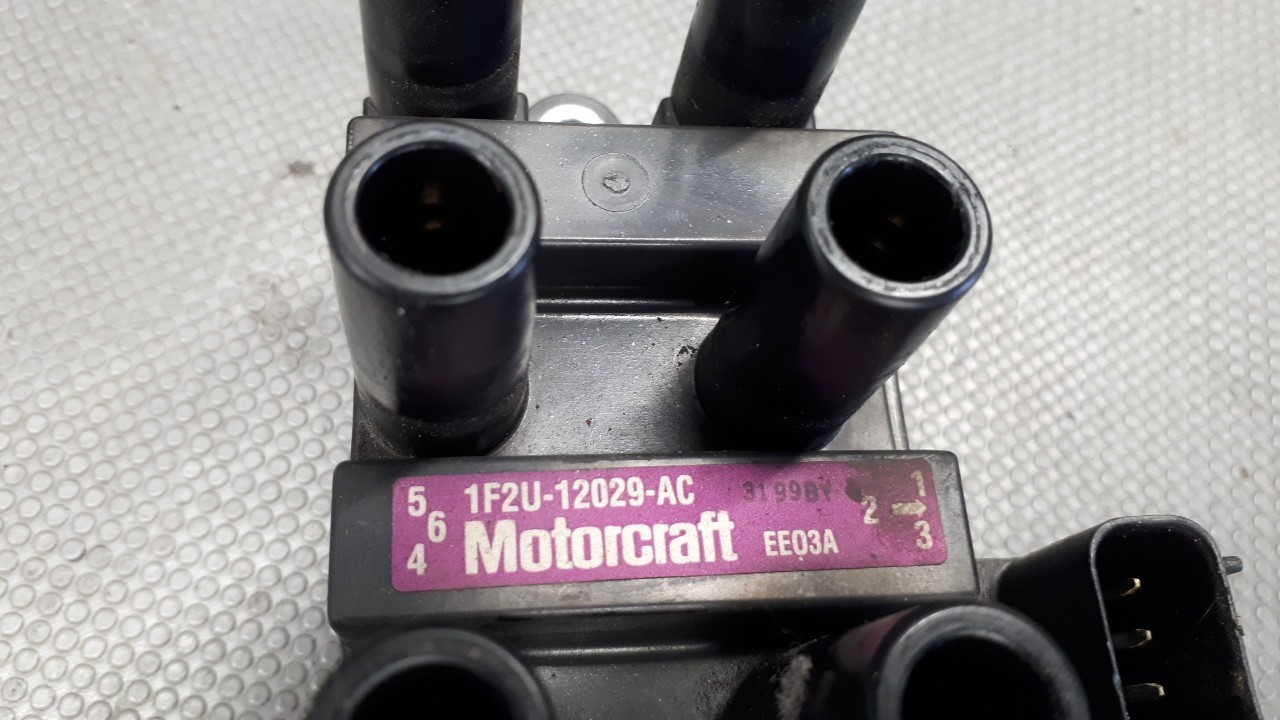 5 1F2U-12029-AC 3199BY 1
6 Motorcraft EE03A 2 →
4 3